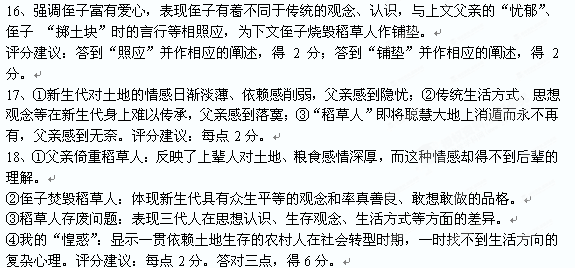 16、强调侄子富有爱心，表现侄子有着不同于传统的观念、认识，与上文父亲的“忧郁”、
侄子 “掷土块”时的言行等相照应，为下文侄子烧毁稻草人作铺垫。
评分建议：答到“照应”并作相应的阐述，得 2 分；答到“铺垫”并作相应的阐述，得 2
分。
17、①新生代对土地的情感日渐淡薄、依赖感削弱，父亲感到隐忧；②传统生活方式、思想
观念等在新生代身上难以传承，父亲感到落寞；③“稻草人”即将聪慧大地上消遁而永不再
有，父亲感到无奈。评分建议：每点 2 分。
18、①父亲倚重稻草人：反映了上辈人对土地、粮食感情深厚，而这种情感却得不到后辈的
理解。
②侄子焚毁稻草人：体现新生代具有众生平等的观念和率真善良、敢想敢做的品格。
③稻草人存废问题：表现三代人在思想认识、生存观念、生活方式等方面的差异。
④我的“惶惑”：显示一贯依赖土地生存的农村人在社会转型时期，一时找不到生活方向的
复杂心理。评分建议：每点 2 分。答对三点，得 6 分。